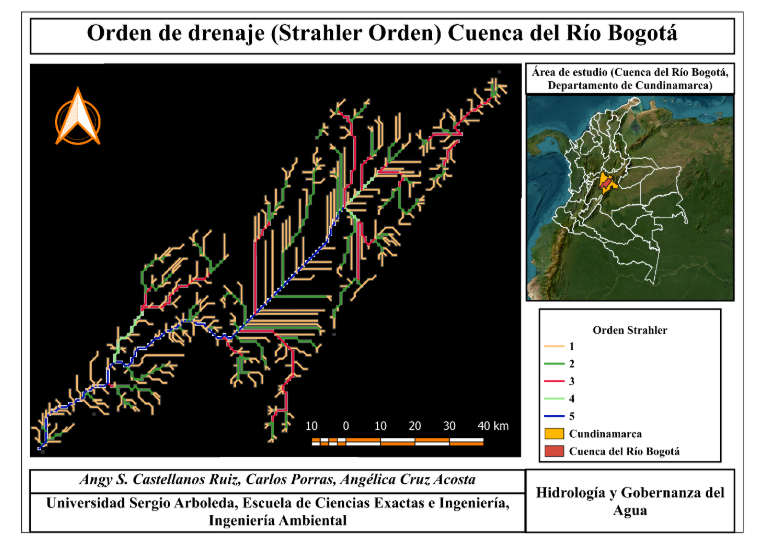 Orden de drenaje (Strahler Orden) Cuenca del Río Bogotá
Área de estudio (Cuenca del Río Bogotá,
Departamento de Cundinamarca)
Orden Strahler
1
2
3
4
5
Cundinamarca
Cuenca del Río Bogotá
10 0 10 20 30 40 km
Angy S. Castellanos Ruiz, Carlos Porras, Angélica Cruz Acosta
Universidad Sergio Arboleda, Escuela de Ciencias Exactas e Ingeniería,
Ingeniería Ambiental
Hidrología y Gobernanza del
Agua